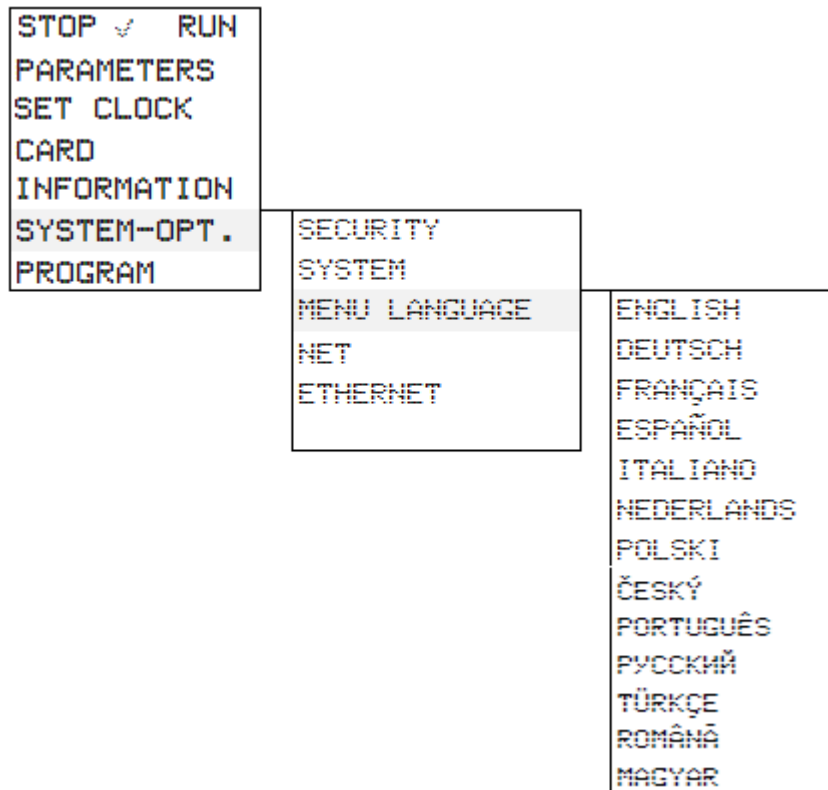 STOP ✓ RUN
PARAMETERS
SET CLOCK
CARD
INFORMATION
SYSTEM-OPT.
PROGRAM
SECURITY
SYSTEM
MENU LANGUAGE
NET
ETHERNET
ENGLISH
DEUTSCH
FRANÇAIS
ESPAÑOL
ITALIANO
NEDERLANDS
POLSKI
ČESKÝ
PORTUGUÊS
РУССКИЙ
TÜRKÇE
ROMÂNĂ
MAGYAR